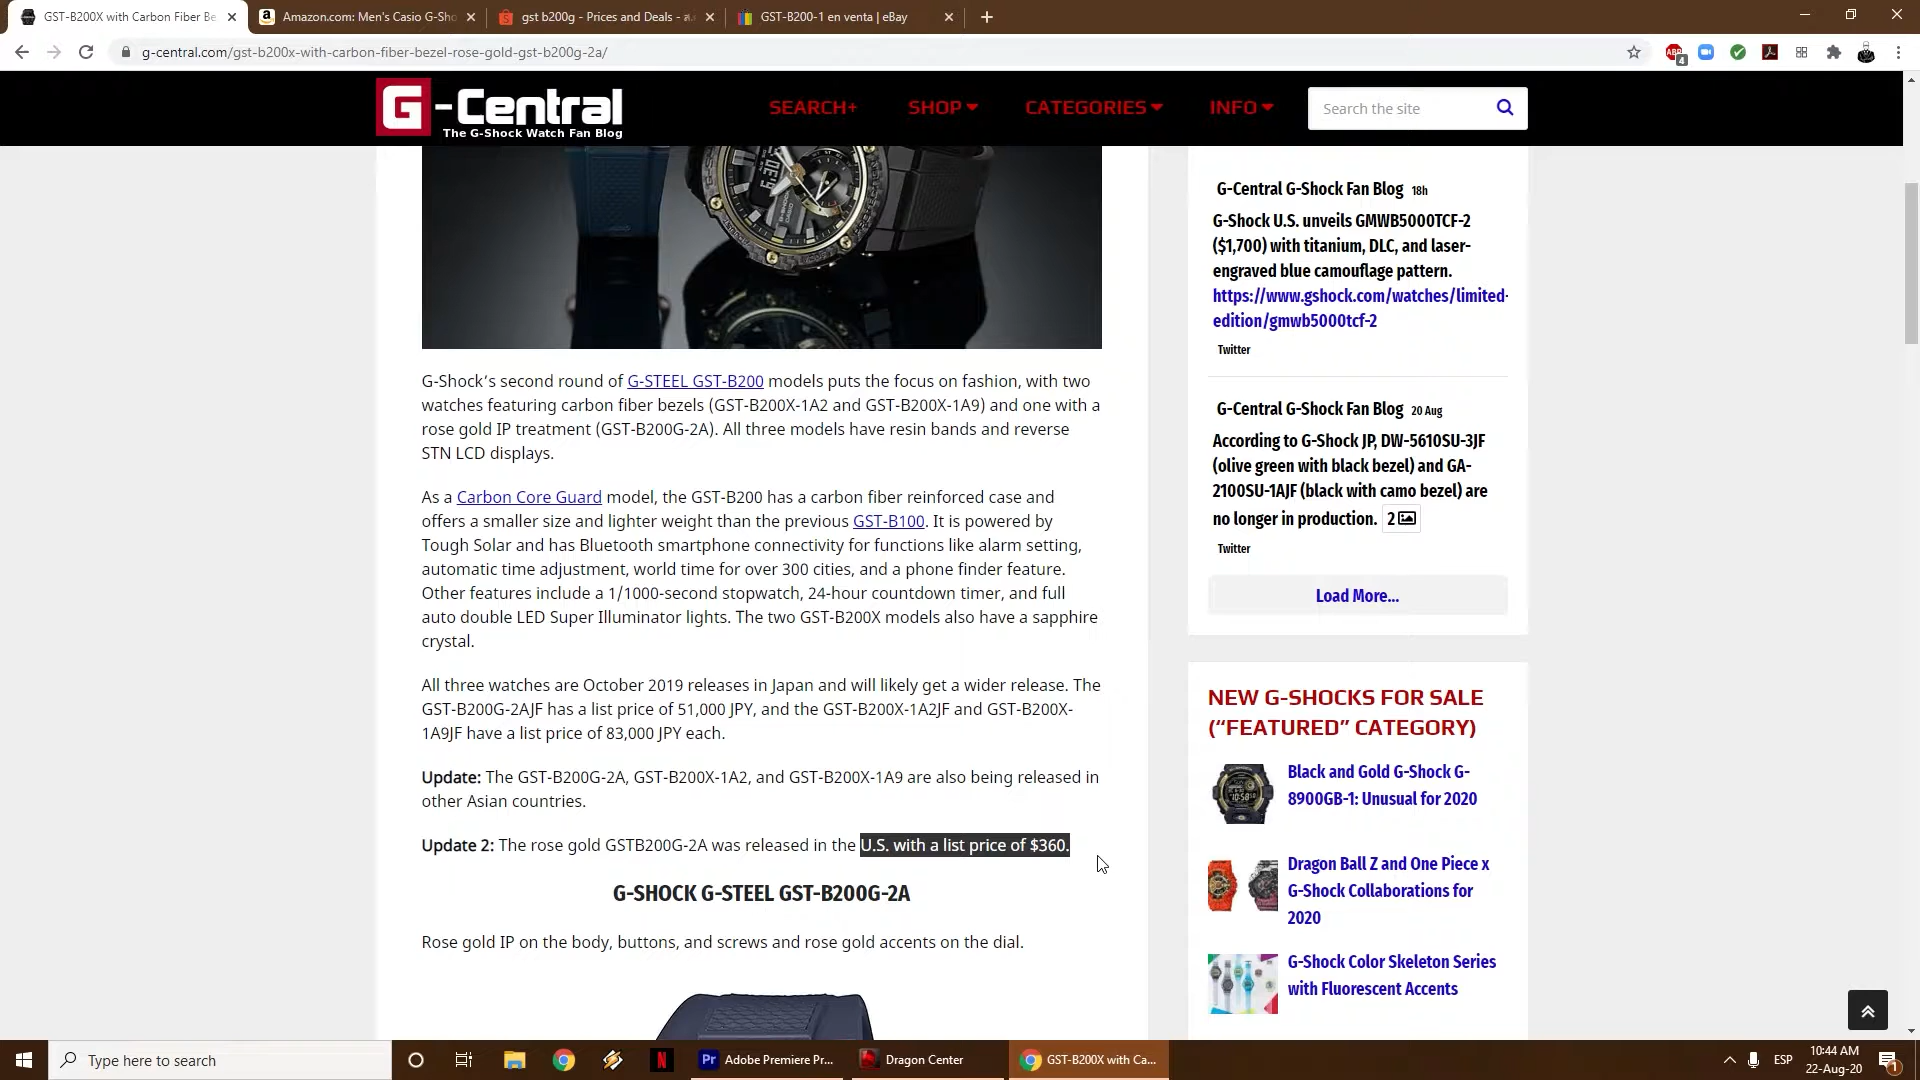 GST-B200X with Carbon Fiber Be
Amazon.com: Men's Casio G-Sho
gst b200g - Prices and Deals - ส.ค
GST-B200-1 en venta | eBay
g-central.com/gst-b200x-with-carbon-fiber-bezel-rose-gold-gst-b200g-2a/
ABP
4
G-Central
The G-Shock Watch Fan Blog
SEARCH+
SHOP
CATEGORIES
INFO
Search the site
G-Shock's second round of G-STEEL GST-B200 models puts the focus on fashion, with two
watches featuring carbon fiber bezels (GST-B200X-1A2 and GST-B200X-1A9) and one with a
rose gold IP treatment (GST-B200G-2A). All three models have resin bands and reverse
STN LCD displays.
As a Carbon Core Guard model, the GST-B200 has a carbon fiber reinforced case and
offers a smaller size and lighter weight than the previous GST-B100. It is powered by
Tough Solar and has Bluetooth smartphone connectivity for functions like alarm setting,
automatic time adjustment, world time for over 300 cities, and a phone finder feature.
Other features include a 1/1000-second stopwatch, 24-hour countdown timer, and full
auto double LED Super Illuminator lights. The two GST-B200X models also have a sapphire
crystal.
All three watches are October 2019 releases in Japan and will likely get a wider release. The
GST-B200G-2AJF has a list price of 51,000 JPY, and the GST-B200X-1A2JF and GST-B200X-
1A9JF have a list price of 83,000 JPY each.
Update: The GST-B200G-2A, GST-B200X-1A2, and GST-B200X-1A9 are also being released in
other Asian countries.
Update 2: The rose gold GSTB200G-2A was released in the U.S. with a list price of $360.
G-SHOCK G-STEEL GST-B200G-2A
Rose gold IP on the body, buttons, and screws and rose gold accents on the dial.
G-Central G-Shock Fan Blog 18h
G-Shock U.S. unveils GMWB5000TCF-2
($1,700) with titanium, DLC, and laser-
engraved blue camouflage pattern.
https://www.gshock.com/watches/limited-
edition/gmwb5000tcf-2
Twitter
G-Central G-Shock Fan Blog 20 Aug
According to G-Shock JP, DW-5610SU-3JF
(olive green with black bezel) and GA-
2100SU-1AJF (black with camo bezel) are
no longer in production. 2
Twitter
Load More...
NEW G-SHOCKS FOR SALE
("FEATURED" CATEGORY)
Black and Gold G-Shock G-
8900GB-1: Unusual for 2020
Dragon Ball Z and One Piece x
G-Shock Collaborations for
2020
G-Shock Color Skeleton Series
with Fluorescent Accents
Type here to search
N
Pr Adobe Premiere Pr...
Dragon Center
GST-B200X with Ca...
ESP
10:44 AM
22-Aug-20
1